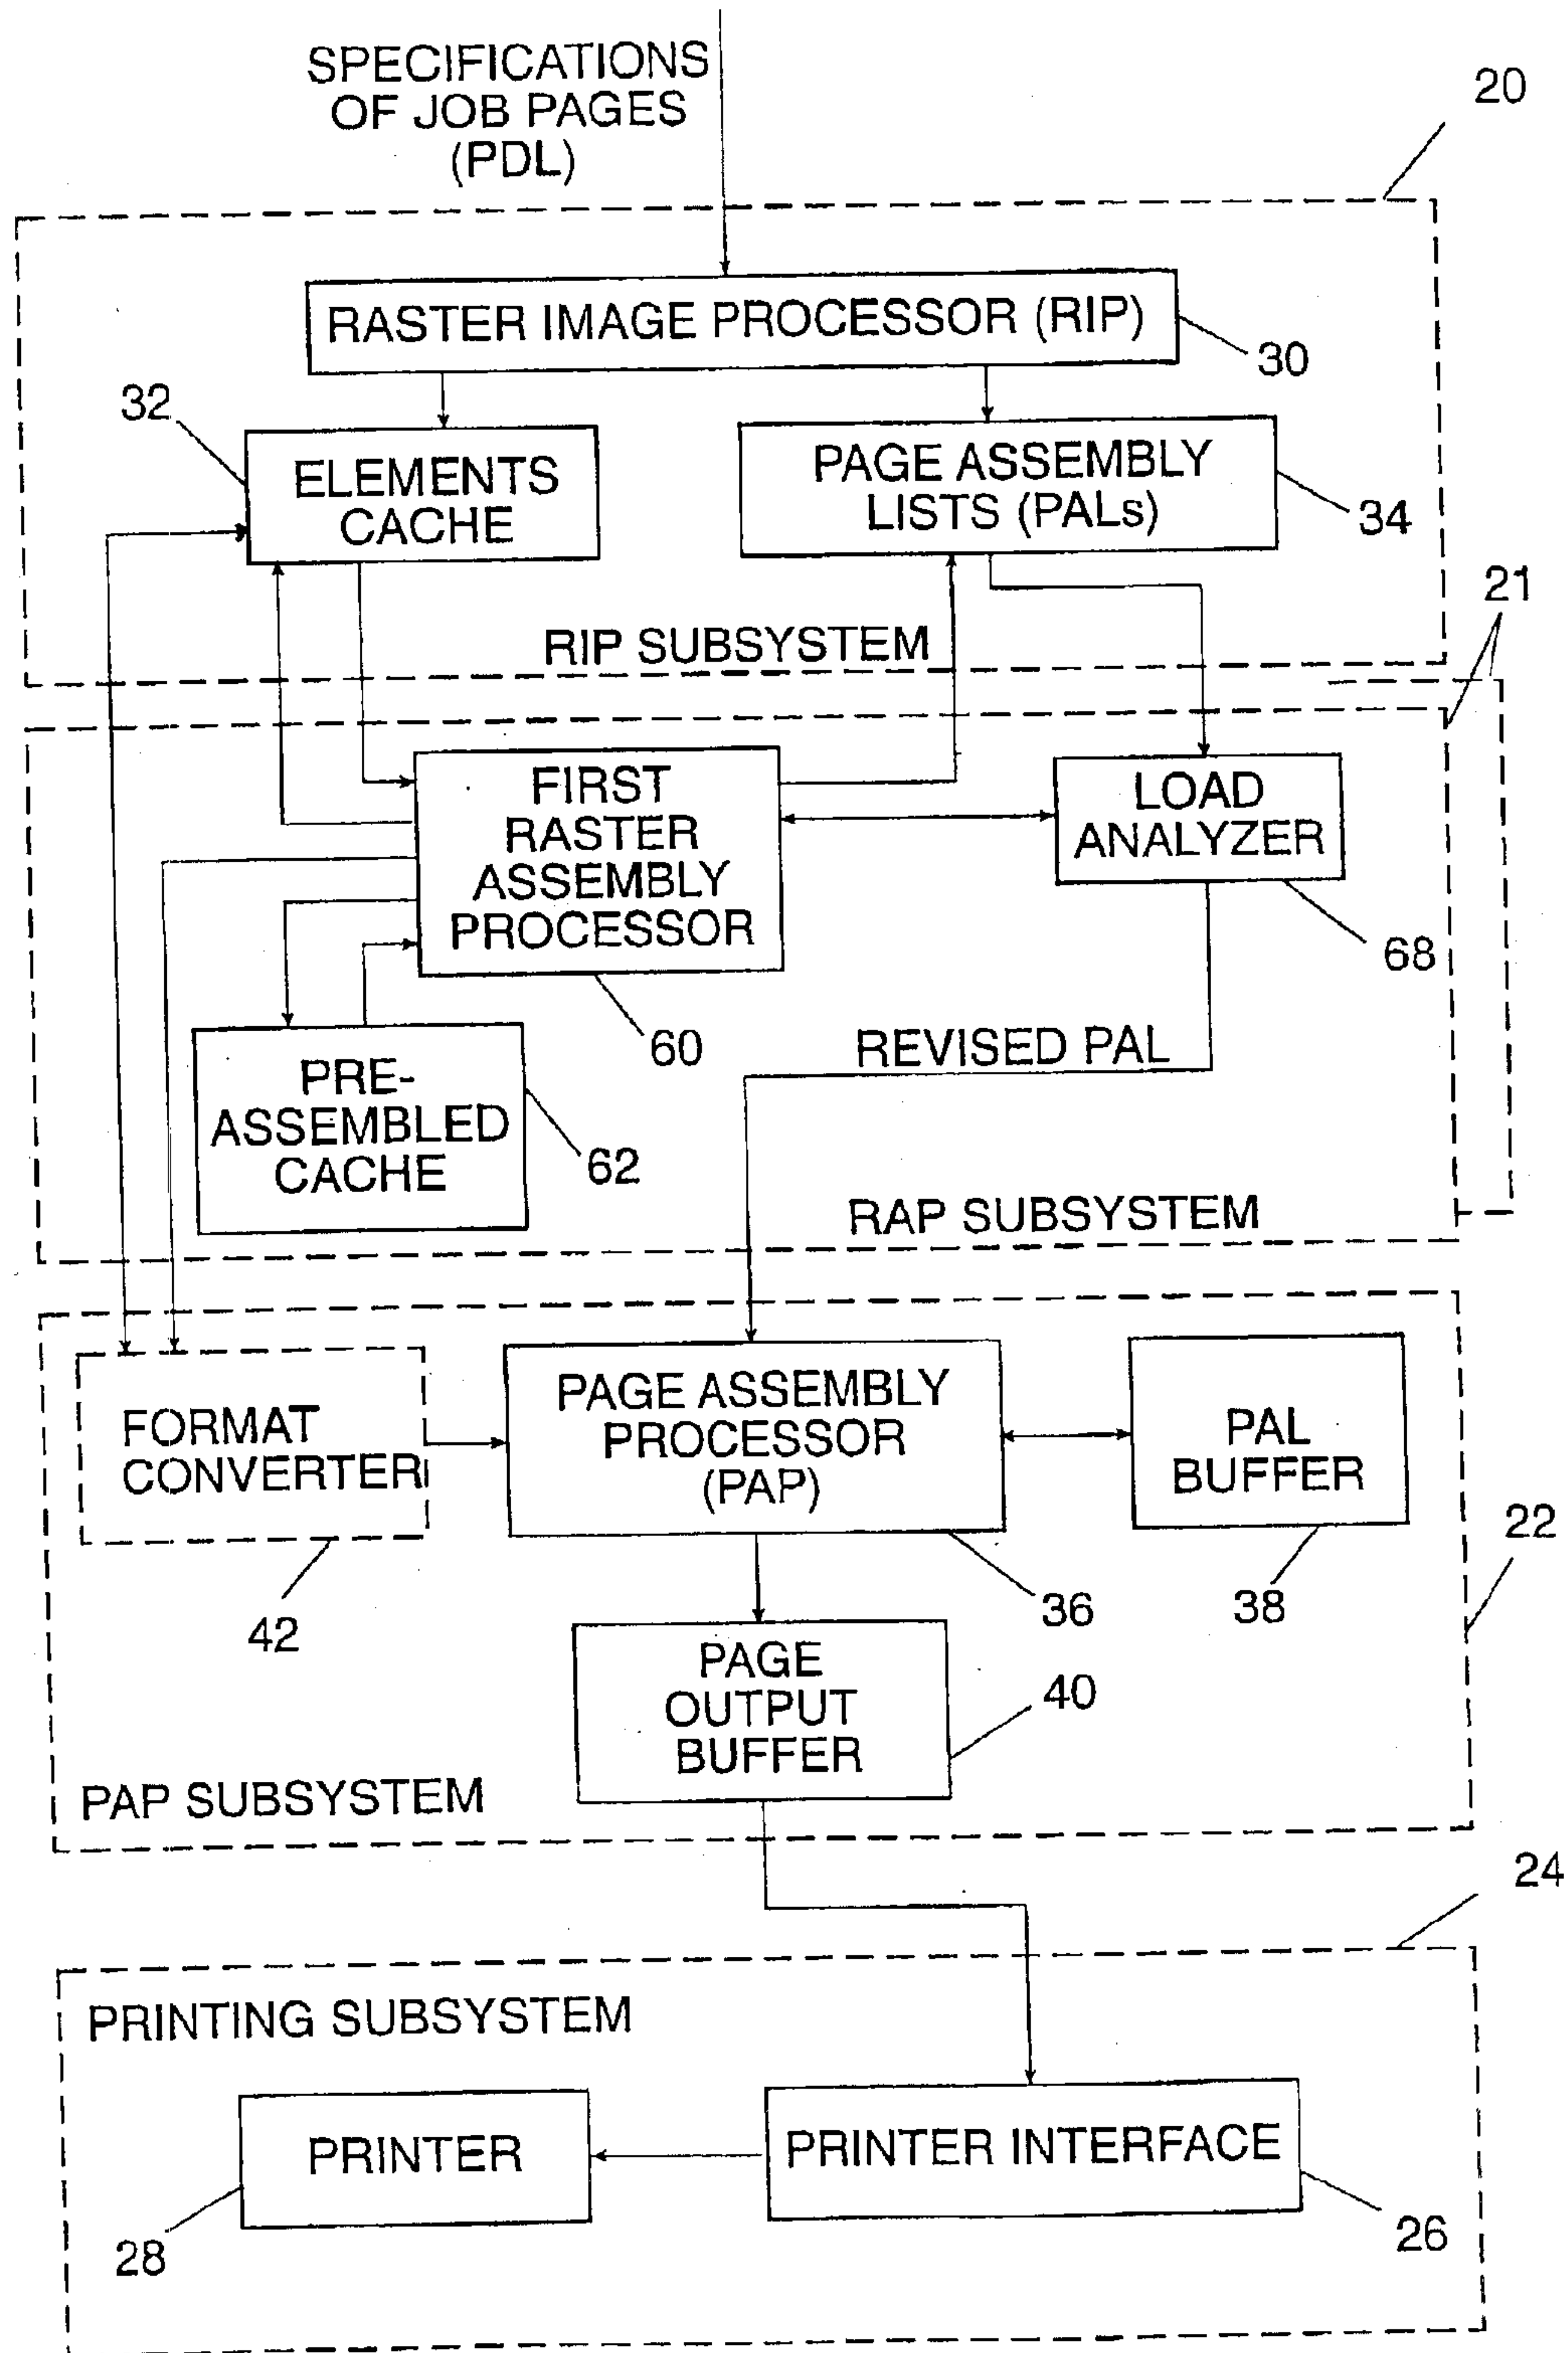 SPECIFICATIONS
OF JOB PAGES
(PDL)
20
RASTER IMAGE PROCESSOR (RIP)
30
32
ELEMENTS
CACHE
PAGE ASSEMBLY
LISTS (PALs)
34
RIP SUBSYSTEM
21
FIRST
RASTER
ASSEMBLY
PROCESSOR
60
LOAD
ANALYZER
68
PRE-
ASSEMBLED
CACHE
62
REVISED PAL
RAP SUBSYSTEM
FORMAT
CONVERTER
42
PAGE ASSEMBLY
PROCESSOR
(PAP)
36
PAL
BUFFER
38
22
PAGE
OUTPUT
BUFFER
40
PAP SUBSYSTEM
24
PRINTING SUBSYSTEM
PRINTER
28
PRINTER INTERFACE
26